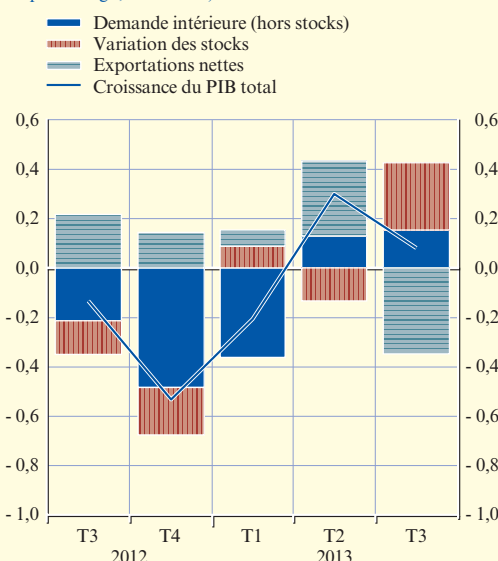 Demande intérieure (hors stocks)
Variation des stocks
Exportations nettes
Croissance du PIB total
0,6 0,6
0,4 0,4
0,2 0,2
0,0 0,0
- 0,2 - 0,2
- 0,4 - 0,4
- 0,6 - 0,6
- 0,8 - 0,8
- 1,0 - 1,0
T3 T4 T1 T2 T3
2012 2013